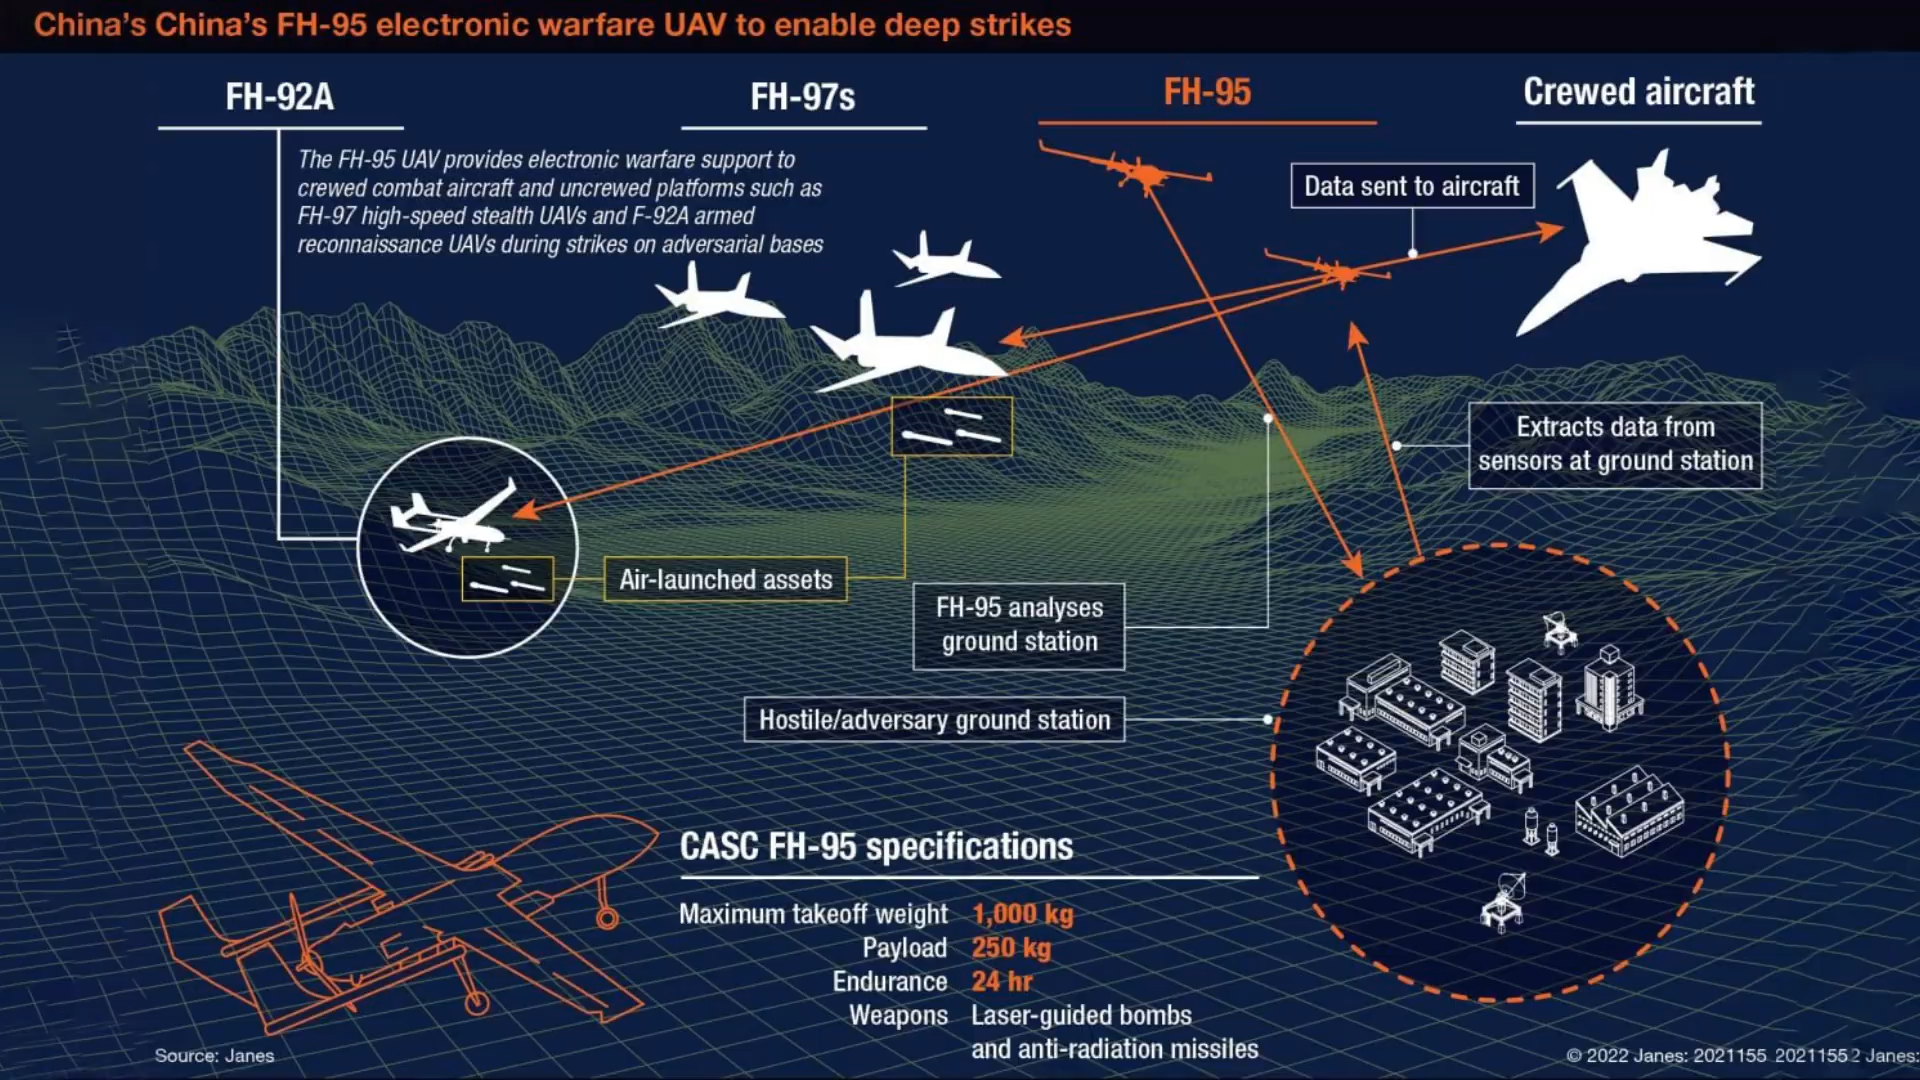 China's China's FH-95 electronic warfare UAV to enable deep strikes
FH-92A
FH-97s
FH-95
Crewed aircraft
The FH-95 UAV provides electronic warfare support to
crewed combat aircraft and uncrewed platforms such as
FH-97 high-speed stealth UAVs and F-92A armed
reconnaissance UAVs during strikes on adversarial bases
Data sent to aircraft
Extracts data from
sensors at ground station
Air-launched assets
FH-95 analyses
ground station
Hostile/adversary ground station
CASC FH-95 specifications
Maximum takeoff weight 1,000 kg
Payload 250 kg
Endurance 24 hr
Weapons Laser-guided bombs
and anti-radiation missiles
Source: Janes
© 2022 Janes: 2021155 2021155 2 Janes: